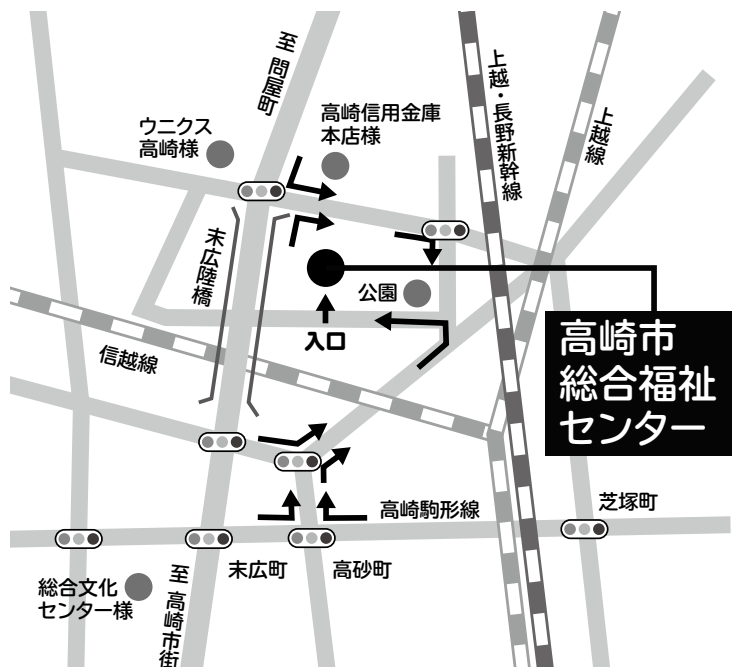 至 問屋町
上越・長野新幹線
上越線
ウニクス
高崎様
高崎信用金庫
本店様
末広陸橋
公園
入口
信越線
高崎市
総合福祉
センター
高崎駒形線
芝塚町
末広町
高砂町
総合文化
センター様
至 高崎市街